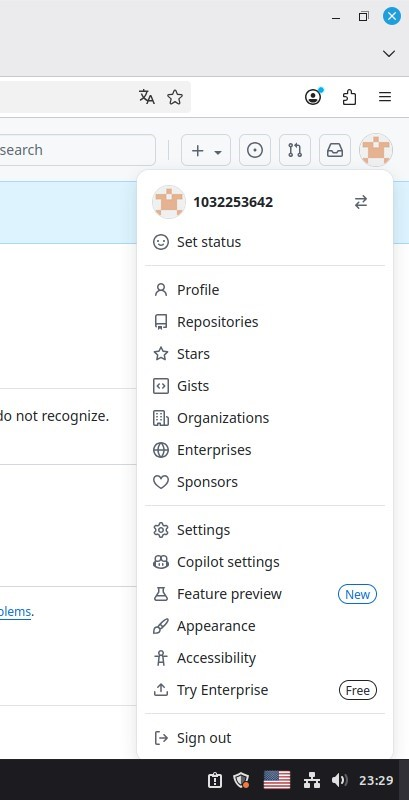 search
1032253642
Set status
Profile
Repositories
Stars
do not recognize.
Gists
Organizations
Enterprises
Sponsors
Settings
Copilot settings
Feature preview New
blems.
Appearance
Accessibility
Try Enterprise Free
Sign out
23:29